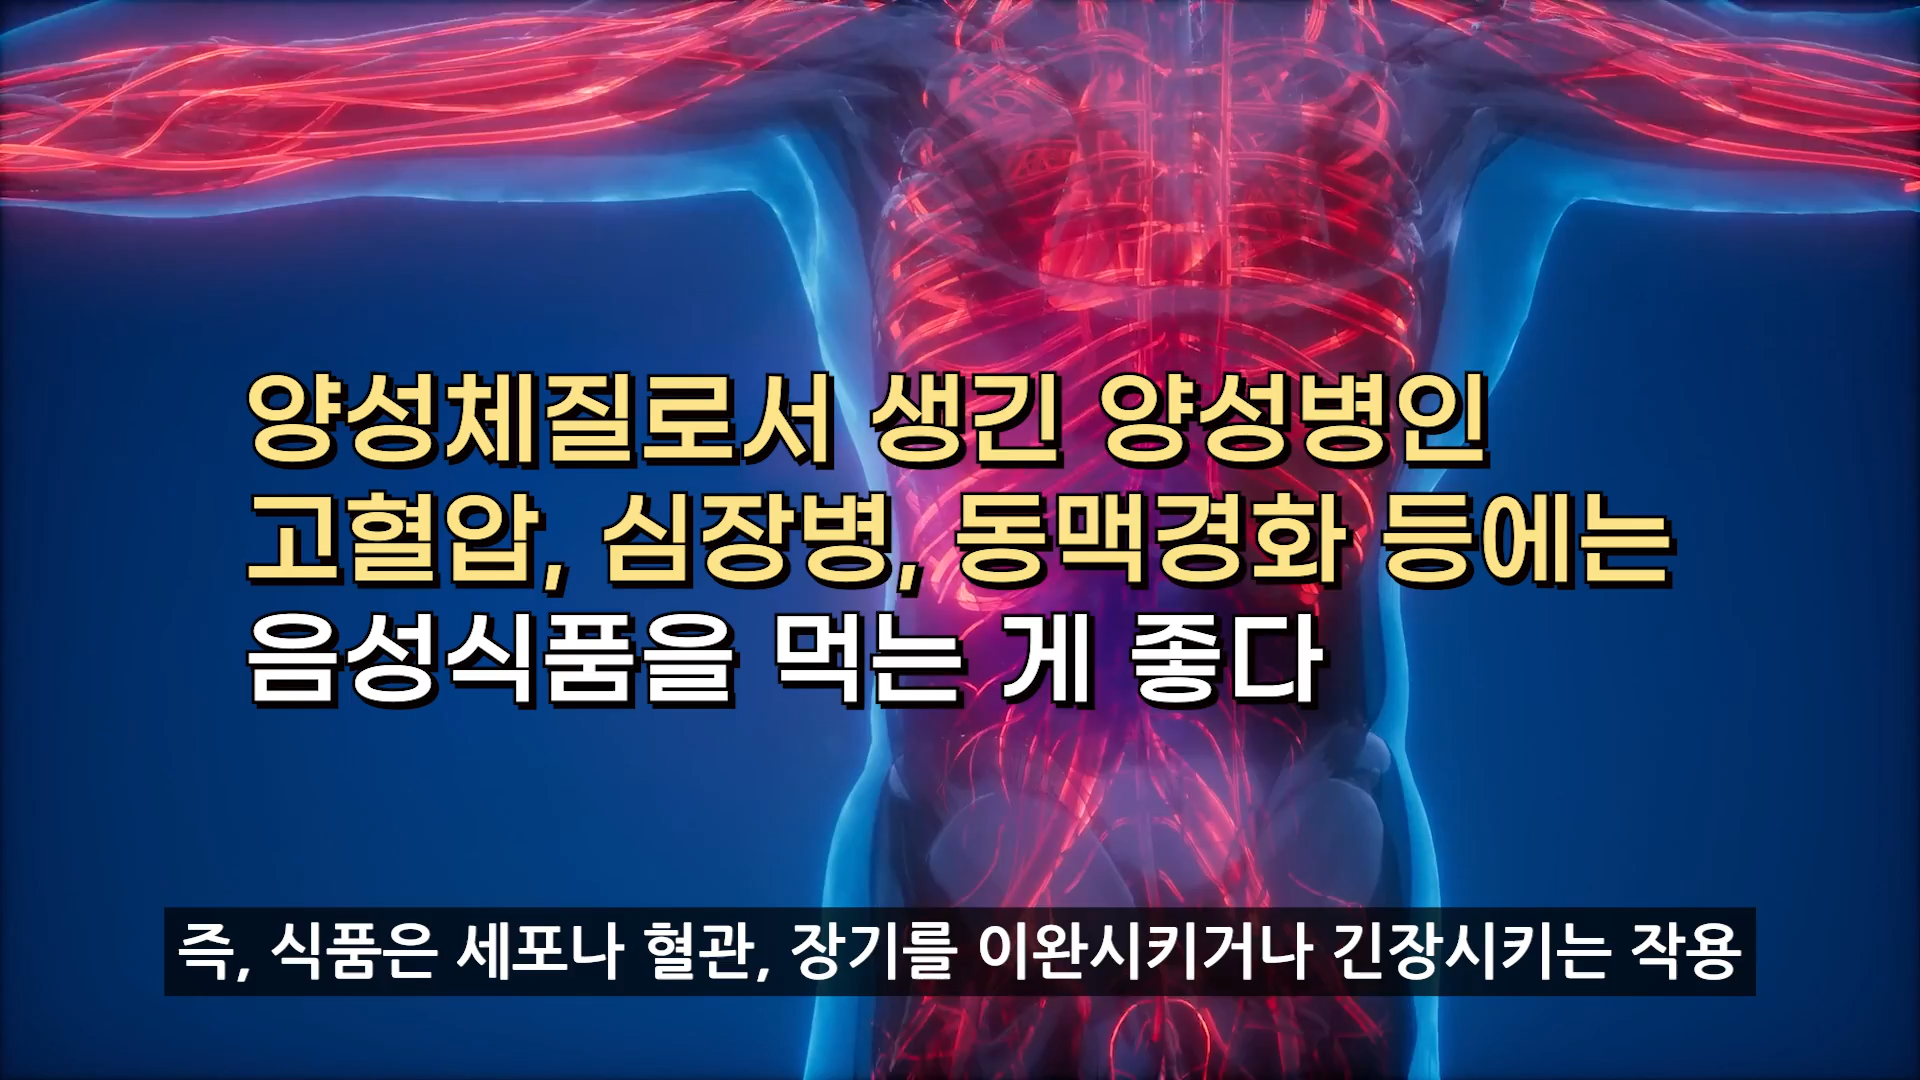 양성체질로서 생긴 양성병인
고혈압, 심장병, 동맥경화 등에는
음성식품을 먹는 게 좋다
즉, 식품은 세포나 혈관, 장기를 이완시키거나 긴장시키는 작용